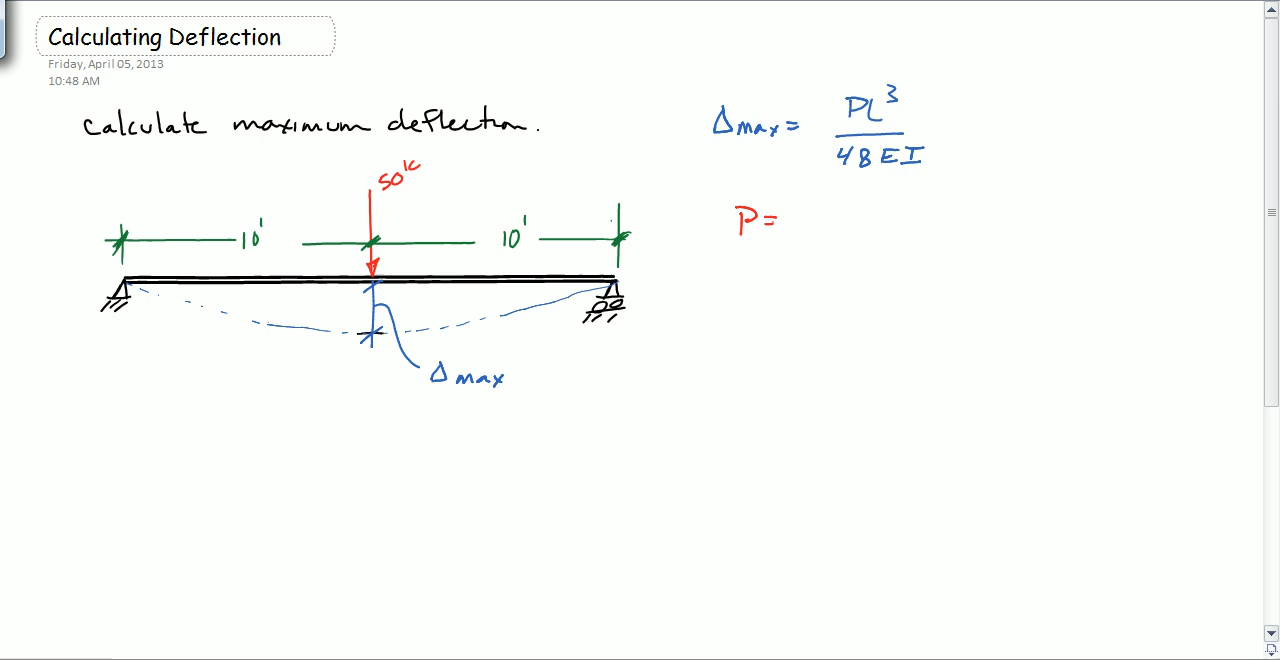 Calculating Deflection
Friday, April 05, 2013
10:48 AM
Calculate maximum deflection.
Δmax = PL³
48EI
50ᴷ
P=
10'
10'
Δmax